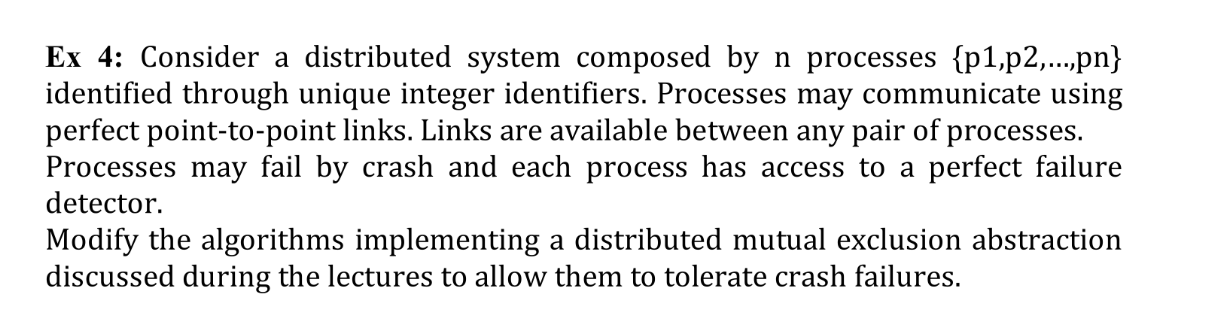 Ex 4: Consider a distributed system composed by n processes {p1,p2,...,pn}
identified through unique integer identifiers. Processes may communicate using
perfect point-to-point links. Links are available between any pair of processes.
Processes may fail by crash and each process has access to a perfect failure
detector.
Modify the algorithms implementing a distributed mutual exclusion abstraction
discussed during the lectures to allow them to tolerate crash failures.